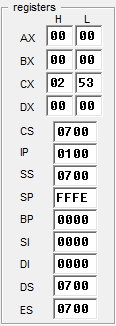 registers
H L
AX 00 00
BX 00 00
CX 02 53
DX 00 00
CS 0700
IP 0100
SS 0700
SP FFFE
BP 0000
SI 0000
DI 0000
DS 0700
ES 0700